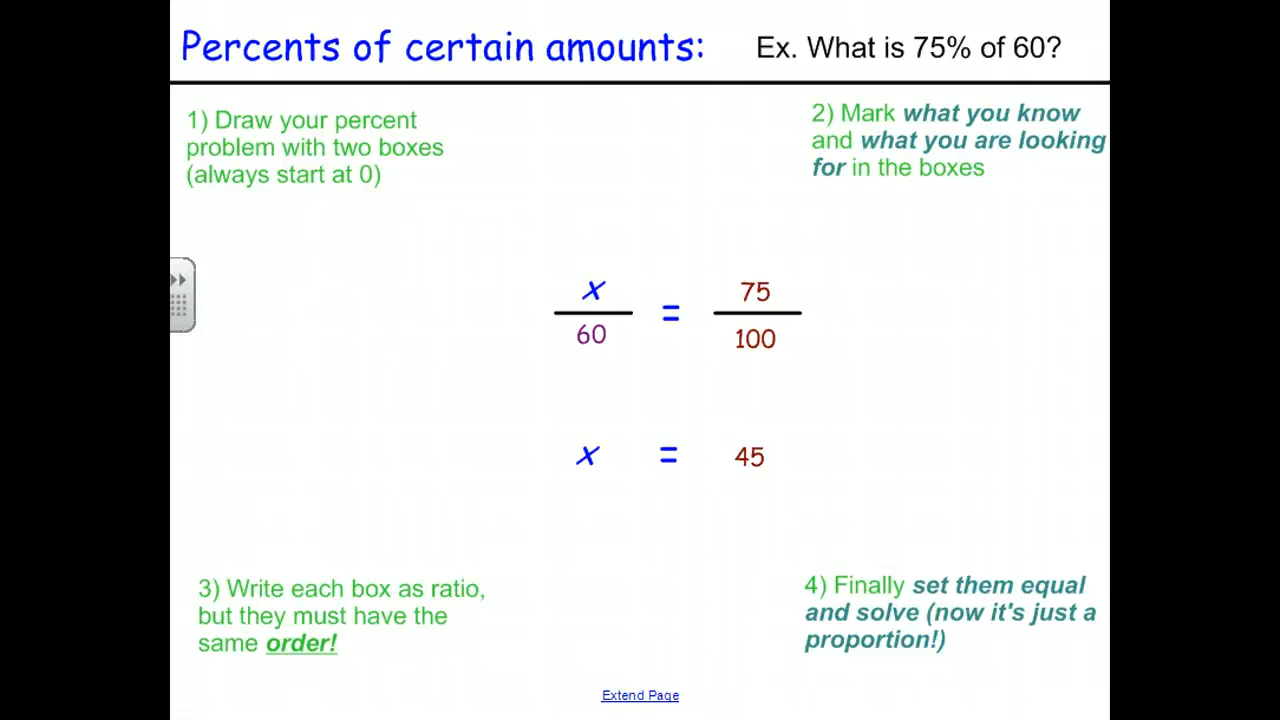 Percents of certain amounts: Ex. What is 75% of 60?
1) Draw your percent
problem with two boxes
(always start at 0)
2) Mark what you know
and what you are looking
for in the boxes
x = 75
60 100
x = 45
3) Write each box as ratio,
but they must have the
same order!
4) Finally set them equal
and solve (now it's just a
proportion!)
Extend Page